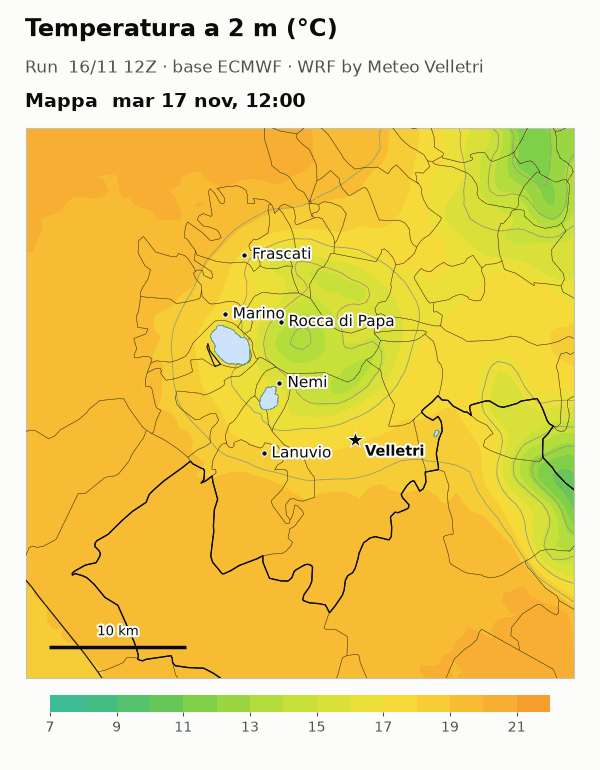 Temperatura a 2 m (°C)
Run  16/11 12Z · base ECMWF · WRF by Meteo Velletri
Mappa  mar 17 nov, 12:00
Frascati
Marino
Rocca di Papa
Nemi
Velletri
Lanuvio
10 km
7 9 11 13 15 17 19 21